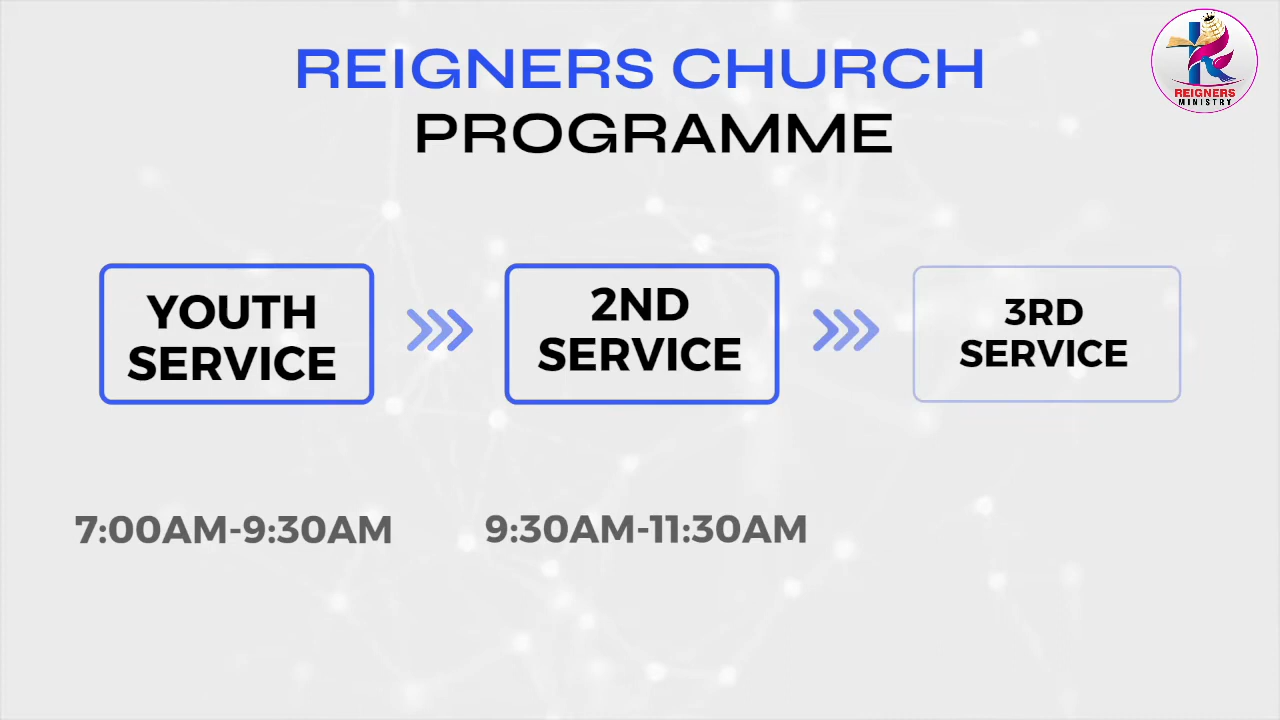 REIGNERS CHURCH
PROGRAMME
REIGNERS
MINISTRY
YOUTH
SERVICE
2ND
SERVICE
3RD
SERVICE
7:00AM-9:30AM
9:30AM-11:30AM